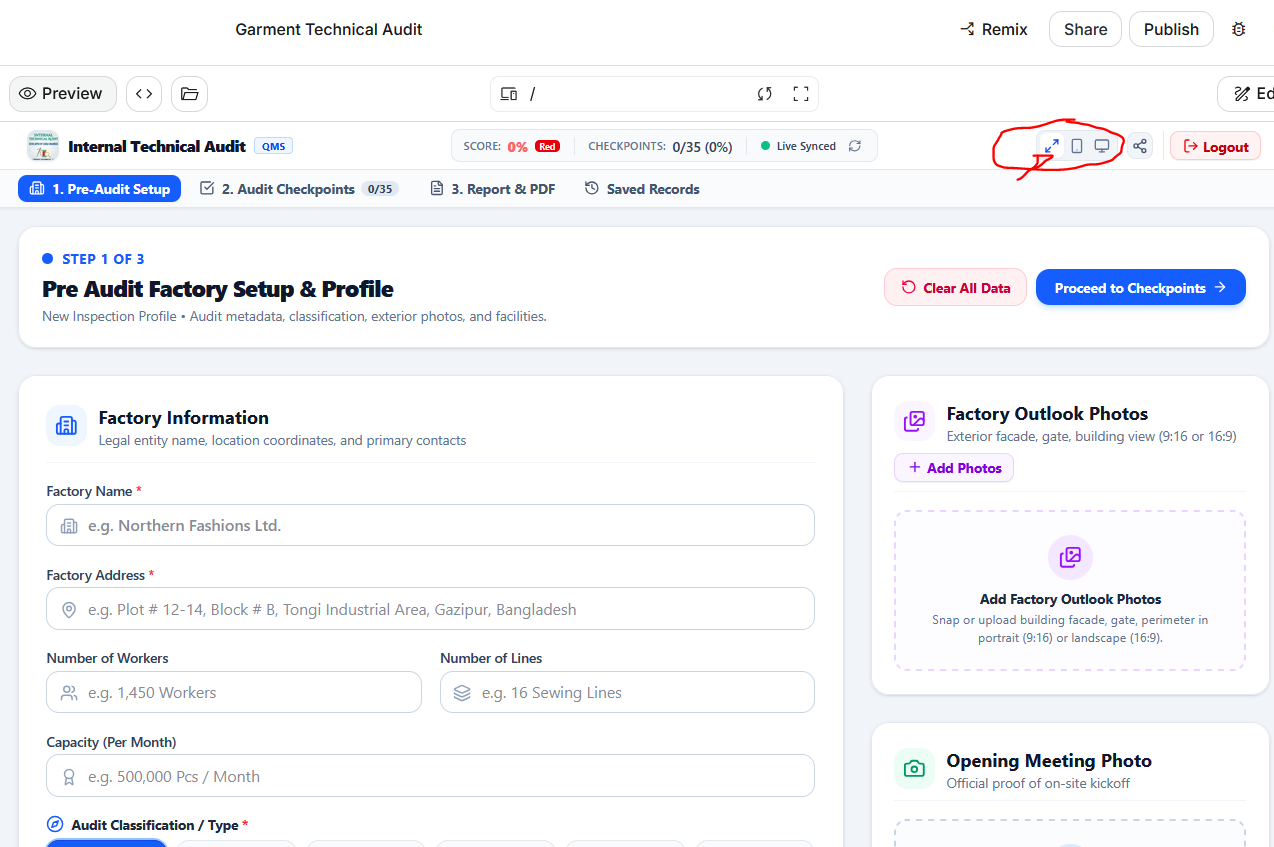 Garment Technical Audit
Remix
Share
Publish
Preview
/
Ed
Internal Technical Audit
QMS
SCORE: 0% Red
CHECKPOINTS: 0/35 (0%)
Live Synced
Logout
1. Pre-Audit Setup
2. Audit Checkpoints 0/35
3. Report & PDF
Saved Records
STEP 1 OF 3
Pre Audit Factory Setup & Profile
New Inspection Profile • Audit metadata, classification, exterior photos, and facilities.
Clear All Data
Proceed to Checkpoints
Factory Information
Legal entity name, location coordinates, and primary contacts
Factory Name *
e.g. Northern Fashions Ltd.
Factory Address *
e.g. Plot # 12-14, Block # B, Tongi Industrial Area, Gazipur, Bangladesh
Number of Workers
e.g. 1,450 Workers
Number of Lines
e.g. 16 Sewing Lines
Capacity (Per Month)
e.g. 500,000 Pcs / Month
Audit Classification / Type *
Factory Outlook Photos
Exterior facade, gate, building view (9:16 or 16:9)
+ Add Photos
Add Factory Outlook Photos
Snap or upload building facade, gate, perimeter in
portrait (9:16) or landscape (16:9).
Opening Meeting Photo
Official proof of on-site kickoff